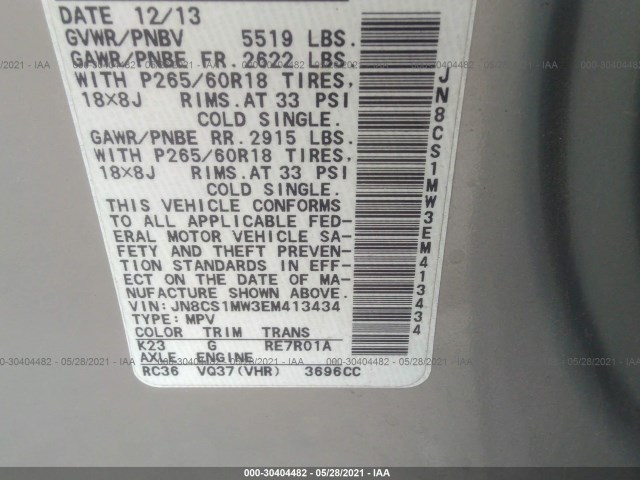 DATE 12/13
GVWR/PNBV 5519 LBS.
GAWR/PNBE FR. 2622 LBS
WITH P265/60R18 TIRES,
18×8J RIMS.AT 33 PSI
COLD SINGLE.
GAWR/PNBE RR. 2915 LBS.
WITH P265/60R18 TIRES,
18×8J RIMS.AT 33 PSI
COLD SINGLE.
THIS VEHICLE CONFORMS
TO ALL APPLICABLE FED-
ERAL MOTOR VEHICLE SA-
FETY AND THEFT PREVEN-
TION STANDARDS IN EFF-
ECT ON THE DATE OF MA-
NUFACTURE SHOWN ABOVE.
VIN:JN8CS1MW3EM413434
TYPE:MPV
COLOR TRIM TRANS
K23 G RE7R01A
AXLE ENGINE
RC36 VQ37(VHR) 3696CC
JN8CS1MW3EM413434
000-30404482 - 05/28/2021 - IAA